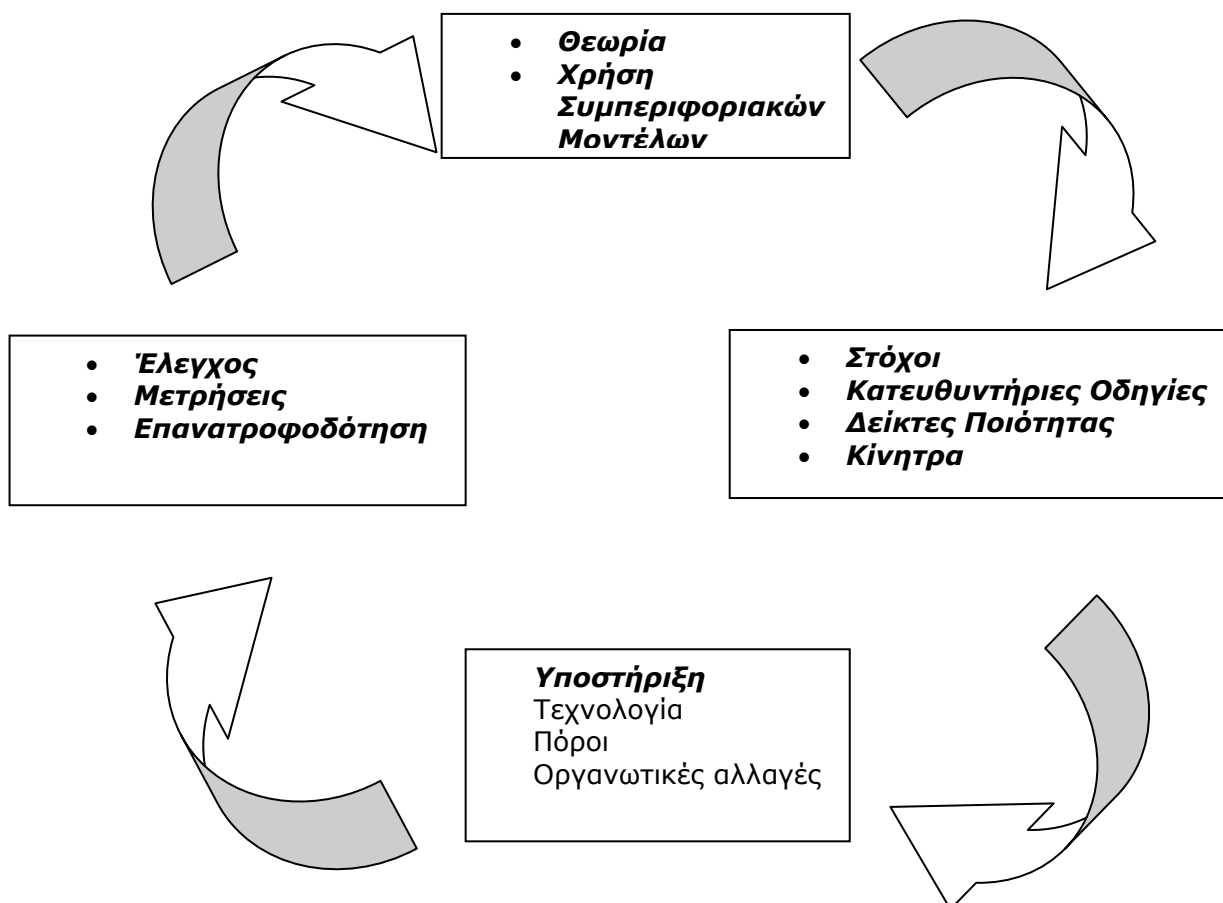 • Θεωρία
• Χρήση
Συμπεριφοριακών
Μοντέλων
• Έλεγχος
• Μετρήσεις
• Επανατροφοδότηση
• Στόχοι
• Κατευθυντήριες Οδηγίες
• Δείκτες Ποιότητας
• Κίνητρα
Υποστήριξη
Τεχνολογία
Πόροι
Οργανωτικές αλλαγές